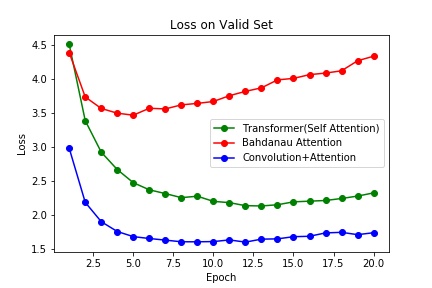 Loss on Valid Set
4.5
4.0
3.5
3.0
2.5
2.0
1.5
Loss
Transformer(Self Attention)
Bahdanau Attention
Convolution+Attention
2.5 5.0 7.5 10.0 12.5 15.0 17.5 20.0
Epoch